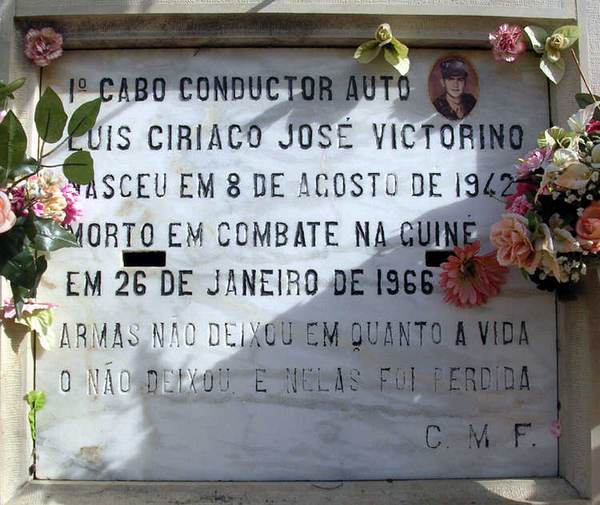 1º CABO CONDUCTOR AUTO
LUIS CIRIACO JOSÉ VICTORINO
NASCEU EM 8 DE AGOSTO DE 1942
MORTO EM COMBATE NA GUINÉ
EM 26 DE JANEIRO DE 1966
ARMAS NÃO DEIXOU EM QUANTO A VIDA
O NÃO DEIXOU E NELAS FOI PERDIDA
C. M. F.